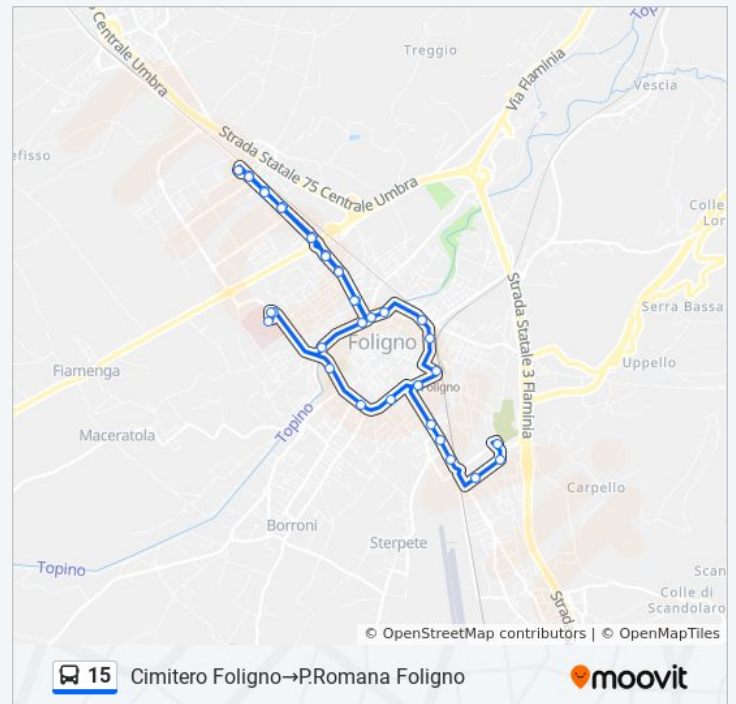 Topino
Centrale Umbra
Treggio
Via Flaminia
Vescia
efisso
Strada Statale 75 Centrale Umbra
Colle
Lor
Strada Statale 3 Flaminia
Serra Bassa
Foligno
Uppello
Fiamenga
Foligno
Topino
Maceratola
Carpello
Borroni
Sterpete
Topino
Scan
Colle di
Scandolaro
Strad
© OpenStreetMap contributors | © OpenMapTiles
15 Cimitero Foligno→P.Romana Foligno
moovit